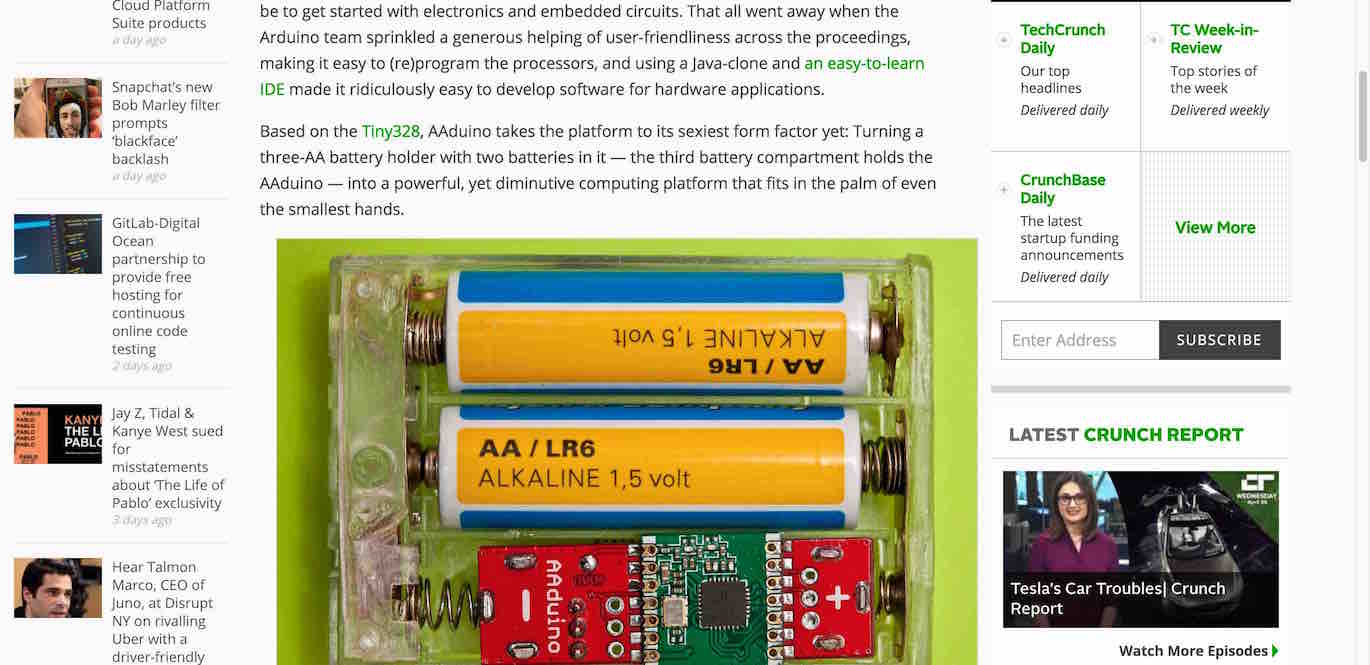 Cloud Platform
Suite products
a day ago
Snapchat's new
Bob Marley filter
prompts
'blackface'
backlash
a day ago
GitLab-Digital
Ocean
partnership to
provide free
hosting for
continuous
online code
testing
2 days ago
PABLO
PABLO
PABLO
PABLO
PABLO
PABLO
KANY
THE L
PABLO
Jay Z, Tidal &
Kanye West sued
for
misstatements
about 'The Life of
Pablo' exclusivity
3 days ago
Hear Talmon
Marco, CEO of
Juno, at Disrupt
NY on rivalling
Uber with a
driver-friendly
be to get started with electronics and embedded circuits. That all went away when the
Arduino team sprinkled a generous helping of user-friendliness across the proceedings,
making it easy to (re)program the processors, and using a Java-clone and an easy-to-learn
IDE made it ridiculously easy to develop software for hardware applications.
Based on the Tiny328, AAduino takes the platform to its sexiest form factor yet: Turning a
three-AA battery holder with two batteries in it — the third battery compartment holds the
AAduino — into a powerful, yet diminutive computing platform that fits in the palm of even
the smallest hands.
AA / LR6
ALKALINE 1,5 volt
AA / LR6
ALKALINE 1,5 volt
AAduino
+
TechCrunch
Daily
Our top
headlines
Delivered daily
TC Week-in-
Review
Top stories of
the week
Delivered weekly
CrunchBase
Daily
The latest
startup funding
announcements
Delivered daily
View More
Enter Address
SUBSCRIBE
LATEST CRUNCH REPORT
WEDNESDAY
Tesla's Car Troubles| Crunch
Report
Watch More Episodes